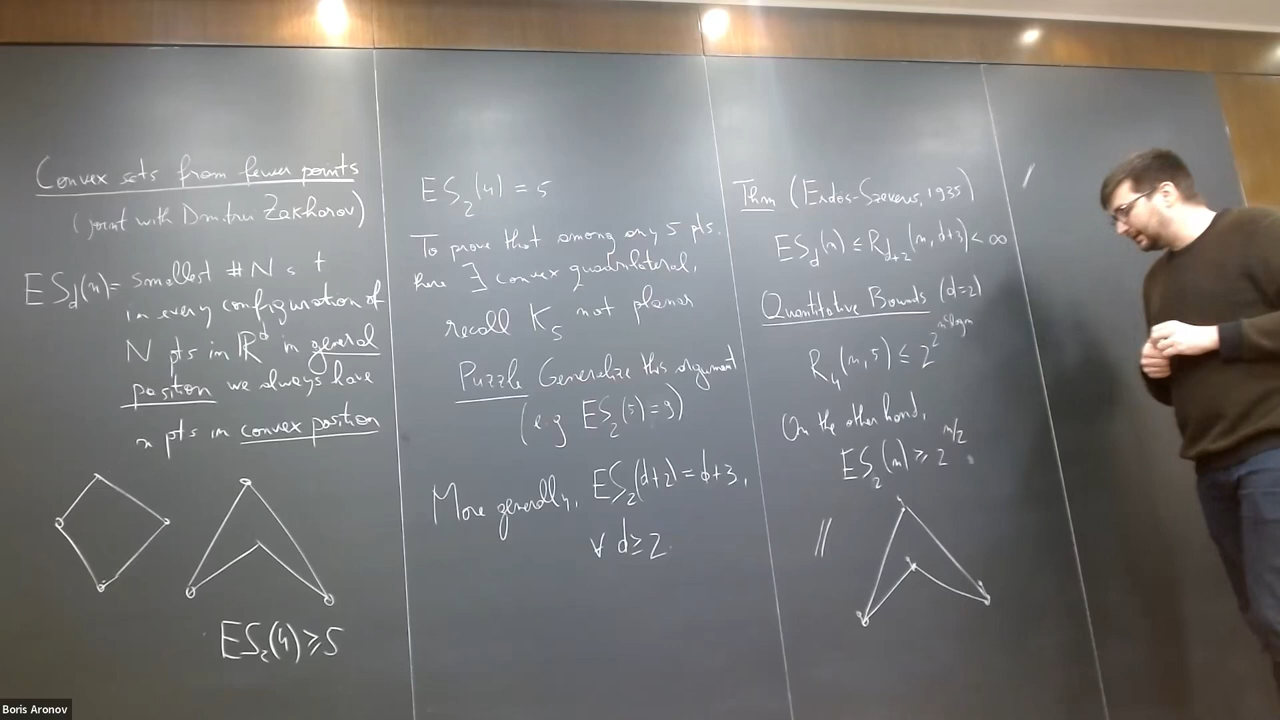 Convex sets from fewer points
(joint with Dmitrii Zakharov)
ES_d(n) = smallest # N s t
in every configuration of
N pts in ℝ^d in general
position we always have
n pts in convex position
ES_2(4) ≥ 5
ES_2(4) = 5
To prove that among any 5 pts.
there ∃ convex quadrilateral,
recall K_5 not planar
Puzzle Generalize this argument
(e.g ES_2(5) = 9)
More generally, ES_2(d+2) = d+3,
∀ d ≥ 2.
Thm (Erdős-Szekeres, 1935)
ES_d(n) ≤ R_{d+2}(n, d+3) < ∞
Quantitative Bounds (d=2)
R_4(n, 5) ≤ 2^{2^{n^2 log n}}
On the other hand,
ES_2(n) ≥ 2^{n/2}
Boris Aronov